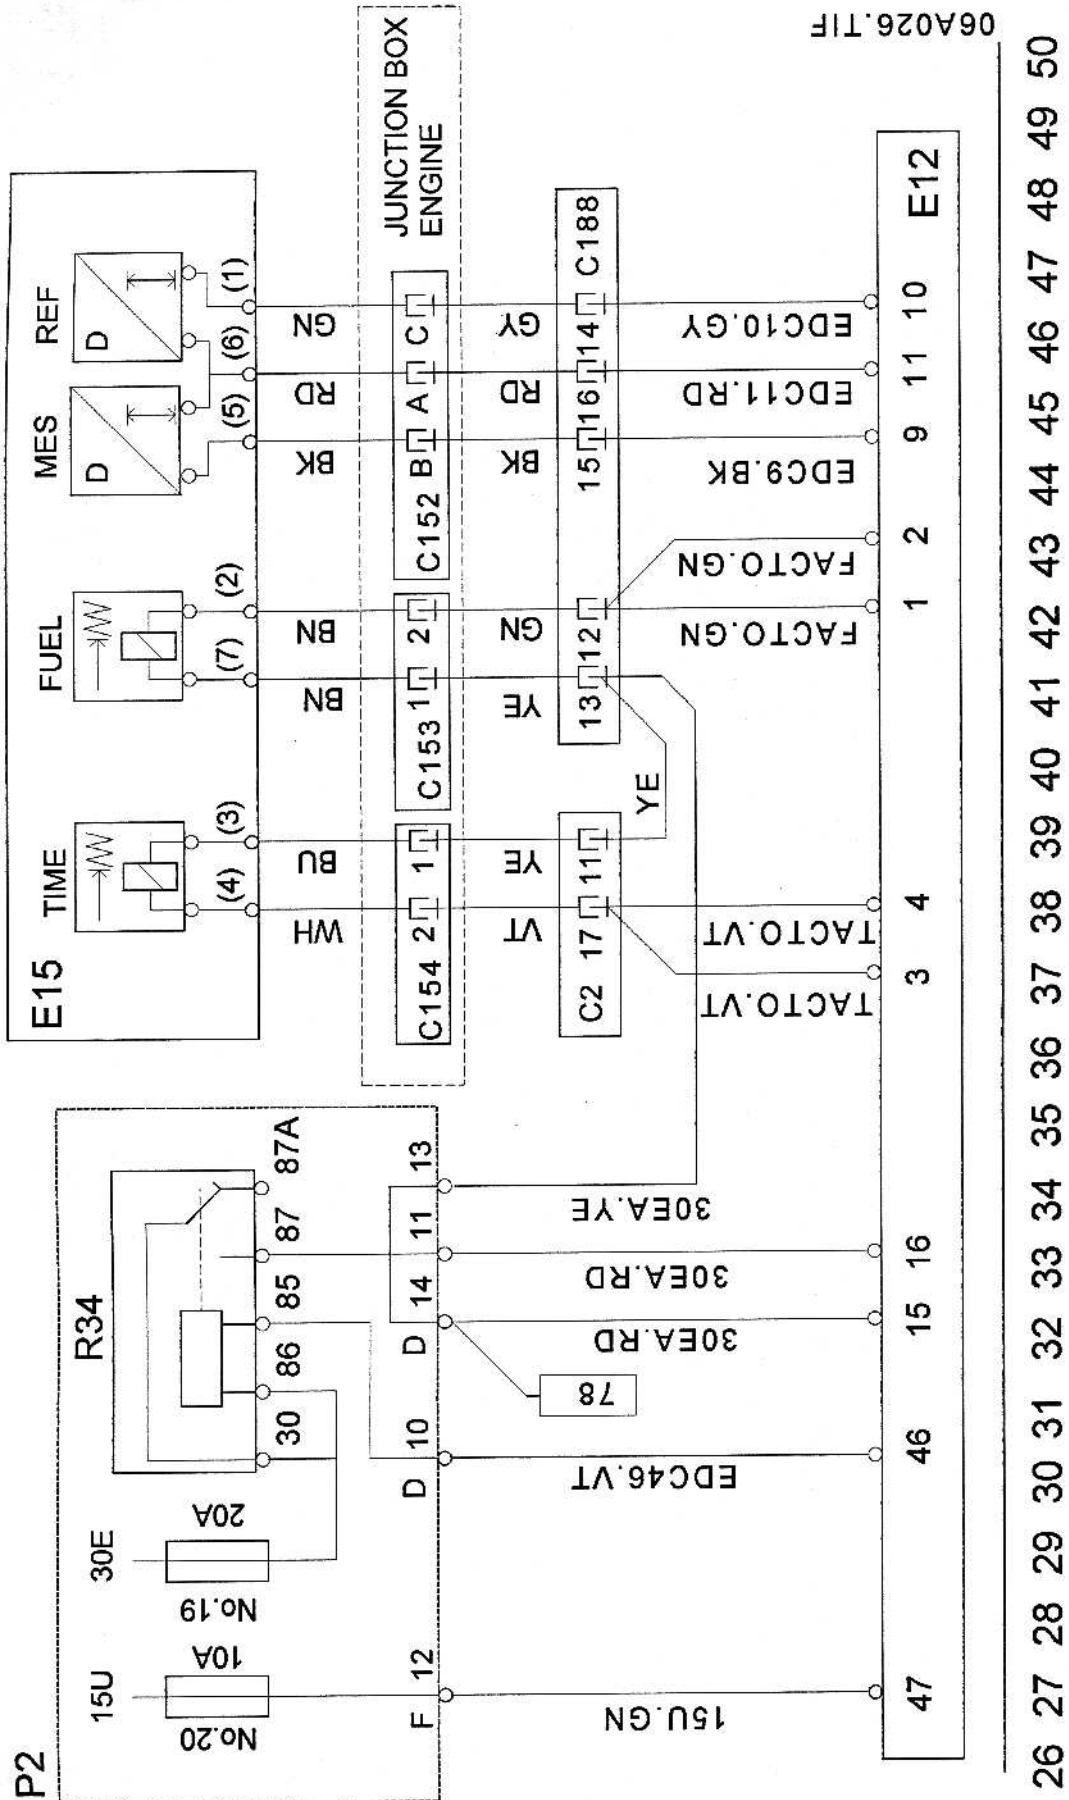 P2
15U
No.20
10A
F 12
30E
No.19
20A
R34
30
86
85
87
87A
D 10
D 14
11
13
78
E15
TIME
FUEL
MES
REF
(4)
(3)
(7)
(2)
(5)
(6)
(1)
WH
BU
BN
BN
BK
RD
GN
JUNCTION BOX
ENGINE
C154 2 1
C153 1 2
C152 B A C
VT
YE
YE
GN
BK
RD
GY
C2 17 11
13 12 15 16 14 C188
YE
15U.GN
EDC46.VT
30EA.RD
30EA.RD
30EA.YE
TACTO.VT
TACTO.VT
FACTO.GN
FACTO.GN
EDC9.BK
EDC11.RD
EDC10.GY
47 46 15 16 3 4 1 2 9 11 10 E12
06A026.TIF
26 27 28 29 30 31 32 33 34 35 36 37 38 39 40 41 42 43 44 45 46 47 48 49 50